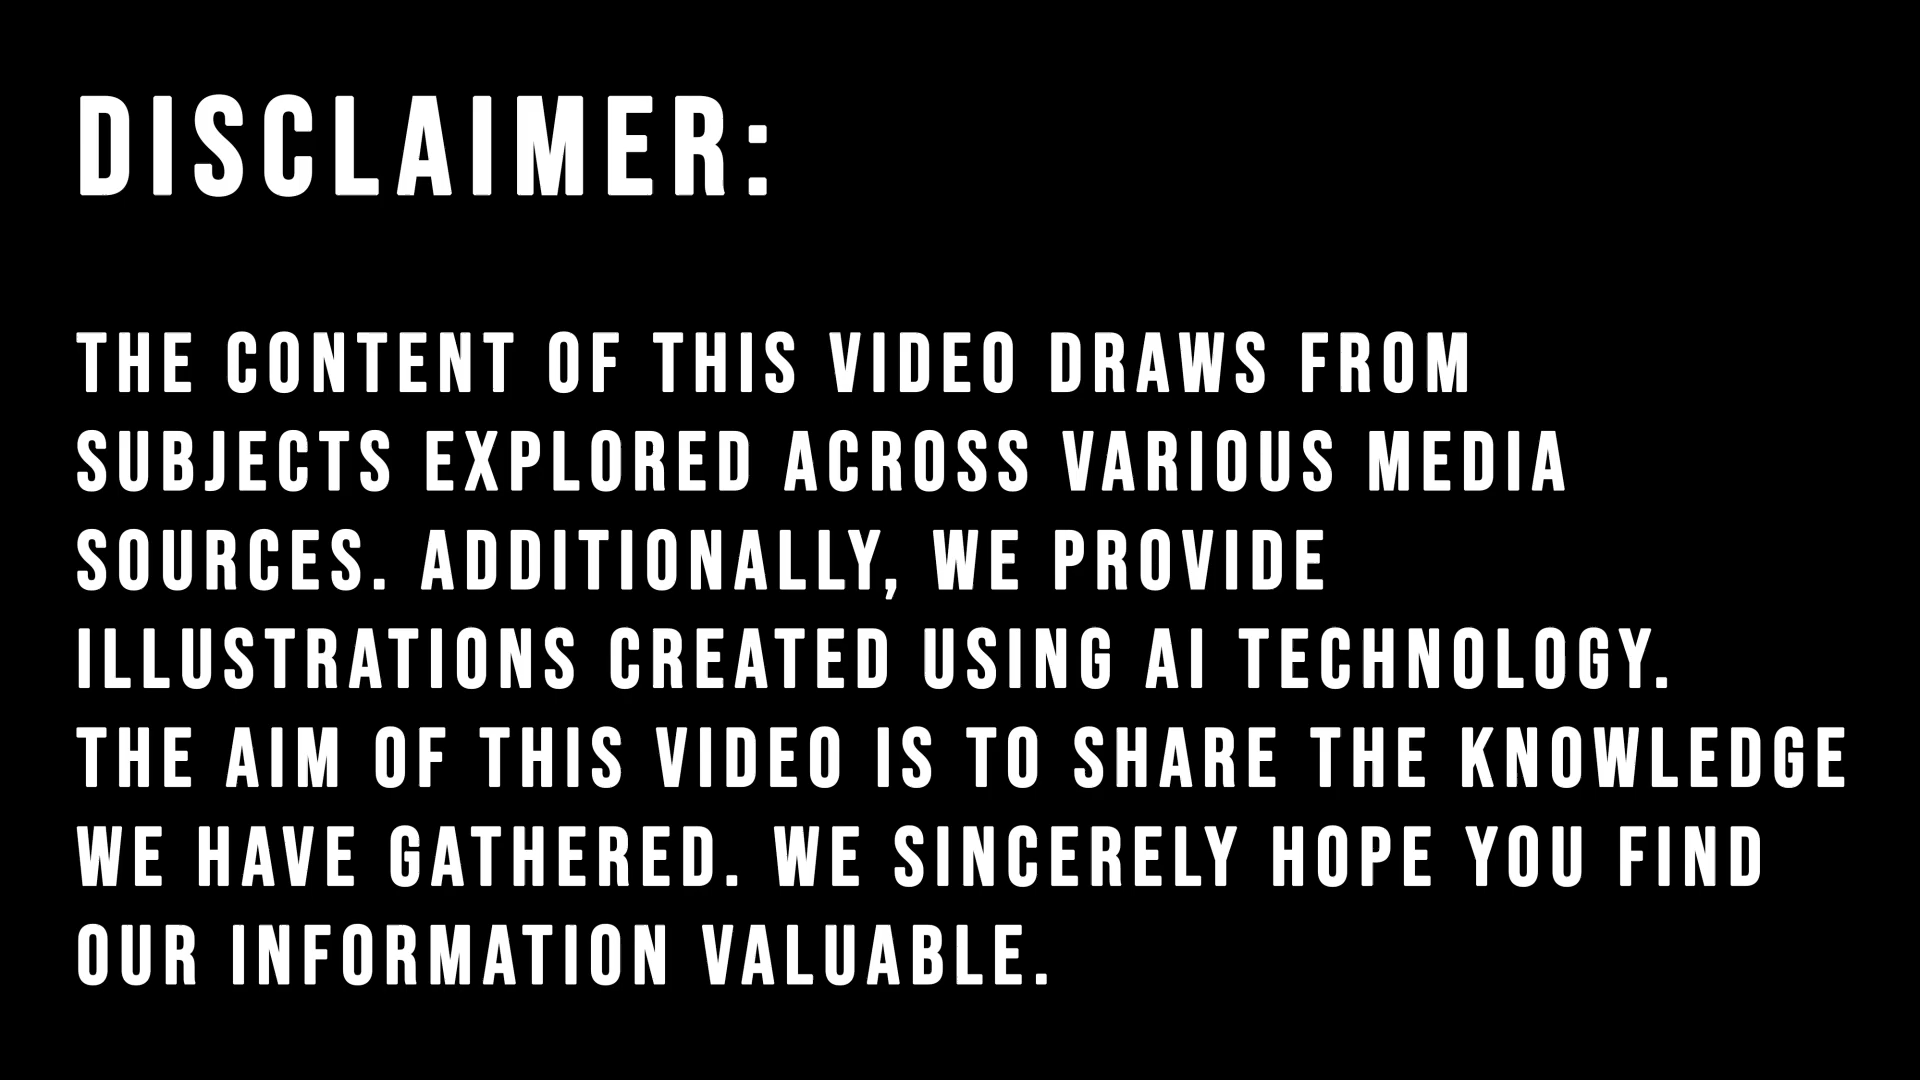 DISCLAIMER:
THE CONTENT OF THIS VIDEO DRAWS FROM
SUBJECTS EXPLORED ACROSS VARIOUS MEDIA
SOURCES. ADDITIONALLY, WE PROVIDE
ILLUSTRATIONS CREATED USING AI TECHNOLOGY.
THE AIM OF THIS VIDEO IS TO SHARE THE KNOWLEDGE
WE HAVE GATHERED. WE SINCERELY HOPE YOU FIND
OUR INFORMATION VALUABLE.